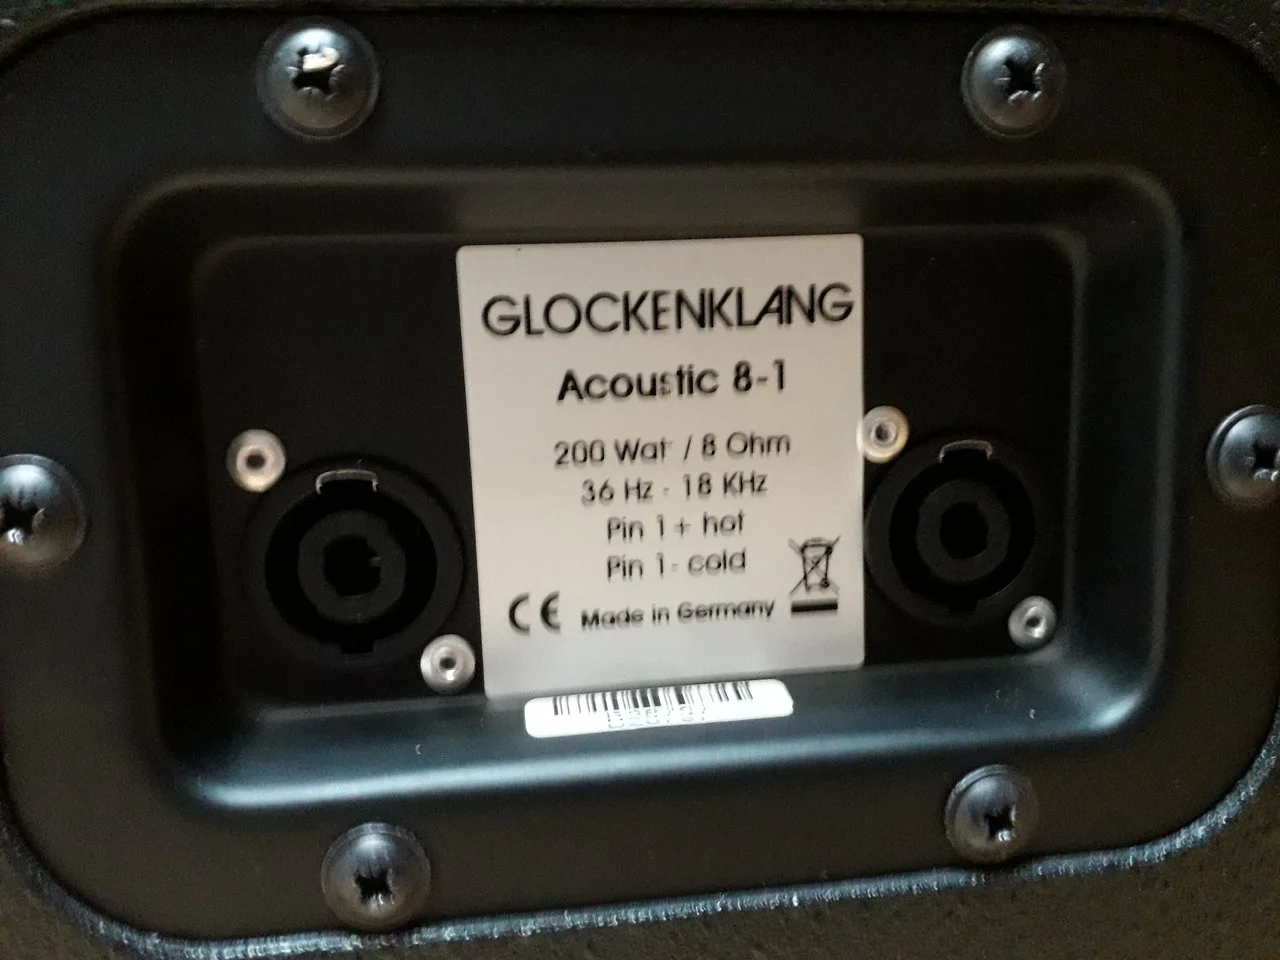 GLOCKENKLANG
Acoustic 8-1
200 Watt / 8 Ohm
36 Hz - 18 KHz
Pin 1 + hot
Pin 1 - cold
CE Made in Germany